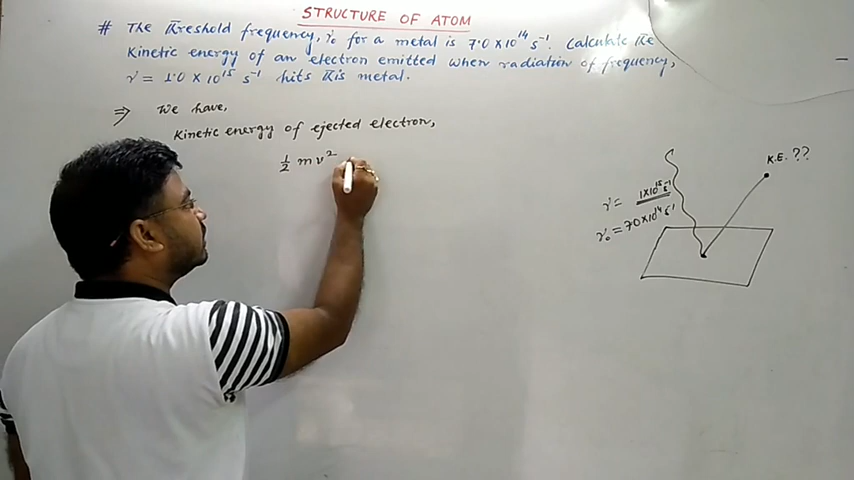 STRUCTURE OF ATOM
# The threshold frequency, ν₀ for a metal is 7.0 × 10¹⁴ s⁻¹. Calculate the
kinetic energy of an electron emitted when radiation of frequency,
ν = 1.0 × 10¹⁵ s⁻¹ hits this metal.
⇒ We have,
Kinetic energy of ejected electron,
½ m v²
K.E. ??
ν = 1×10¹⁵ s⁻¹
ν₀ = 7.0×10¹⁴ s⁻¹